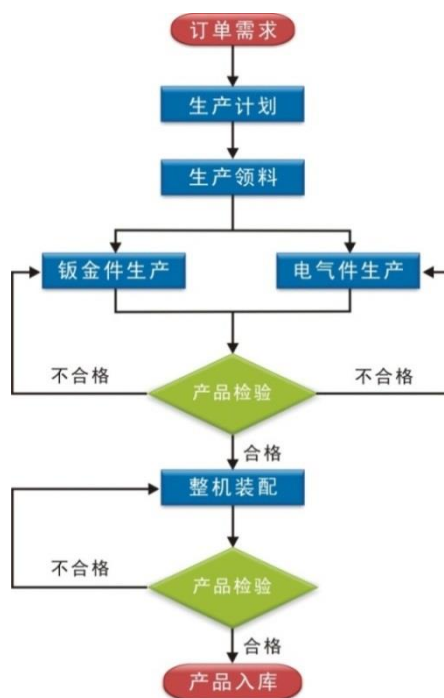 订单需求
生产计划
生产领料
钣金件生产
电气件生产
不合格
产品检验
不合格
合格
整机装配
不合格
产品检验
合格
产品入库